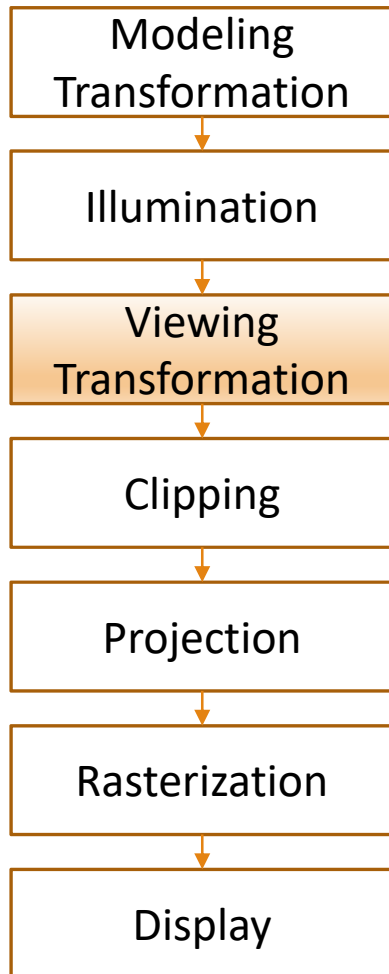 Modeling
Transformation
Illumination
Viewing
Transformation
Clipping
Projection
Rasterization
Display